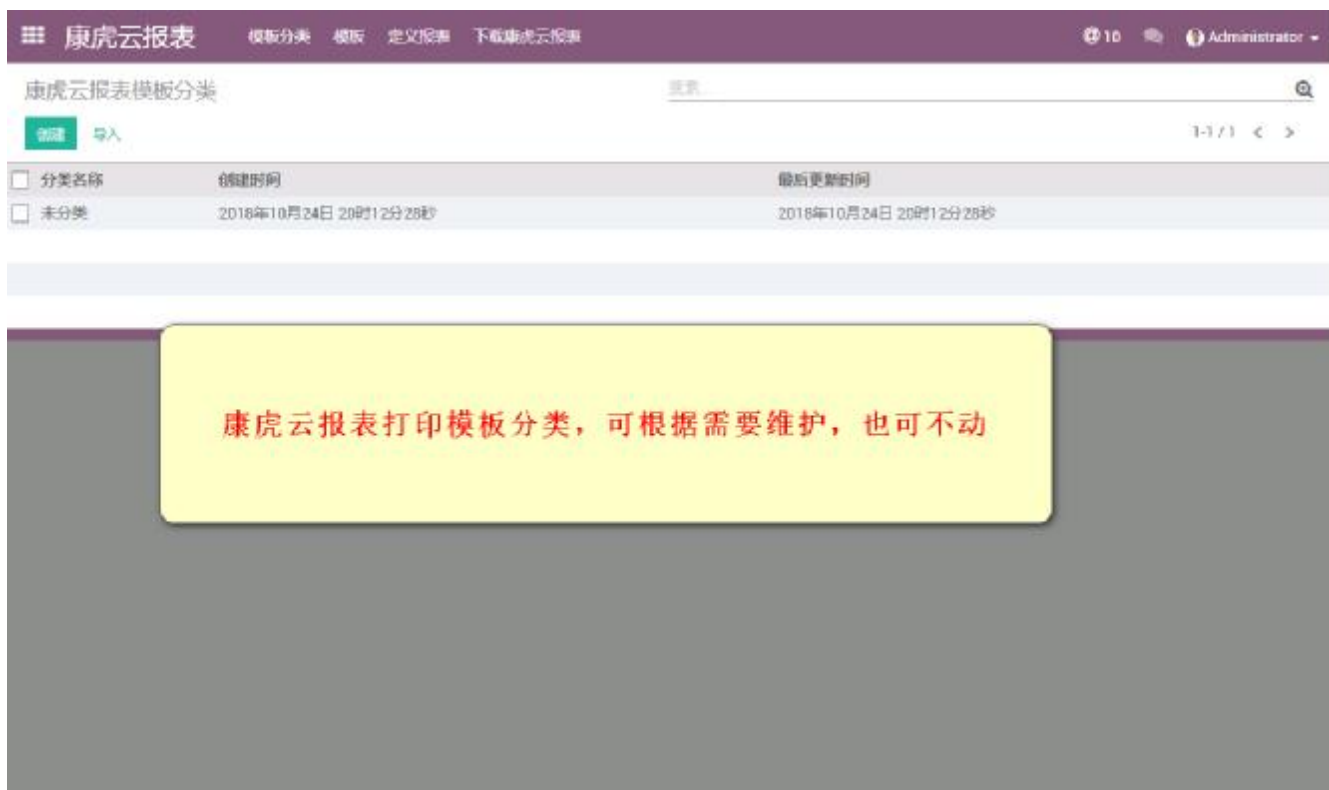 康虎云报表 模板分类 模板 定义报表 下载康虎云报表 @10 Administrator
康虎云报表模板分类 搜索...
创建 导入 1-1 / 1
分类名称 创建时间 最后更新时间
未分类 2018年10月24日 20时12分28秒 2018年10月24日 20时12分28秒
康虎云报表打印模板分类，可根据需要维护，也可不动